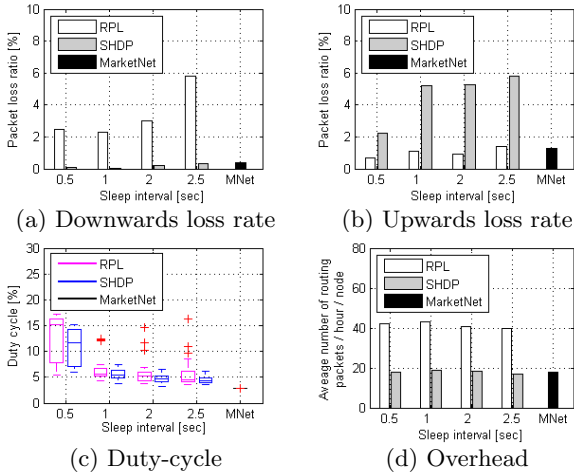 10
8
6
4
2
0
Packet loss ratio [%]
RPL
SHDP
MarketNet
0.5 1 2 2.5 MNet
Sleep interval [sec]
(a) Downwards loss rate
10
8
6
4
2
0
Packet loss ratio [%]
RPL
SHDP
MarketNet
0.5 1 2 2.5 MNet
Sleep interval [sec]
(b) Upwards loss rate
30
25
20
15
10
5
0
Duty cycle [%]
RPL
SHDP
MarketNet
0.5 1 2 2.5 MNet
Sleep interval [sec]
(c) Duty-cycle
80
60
40
20
0
Aveage number of routing
packets / hour / node
RPL
SHDP
MarketNet
0.5 1 2 2.5 MNet
Sleep interval [sec]
(d) Overhead